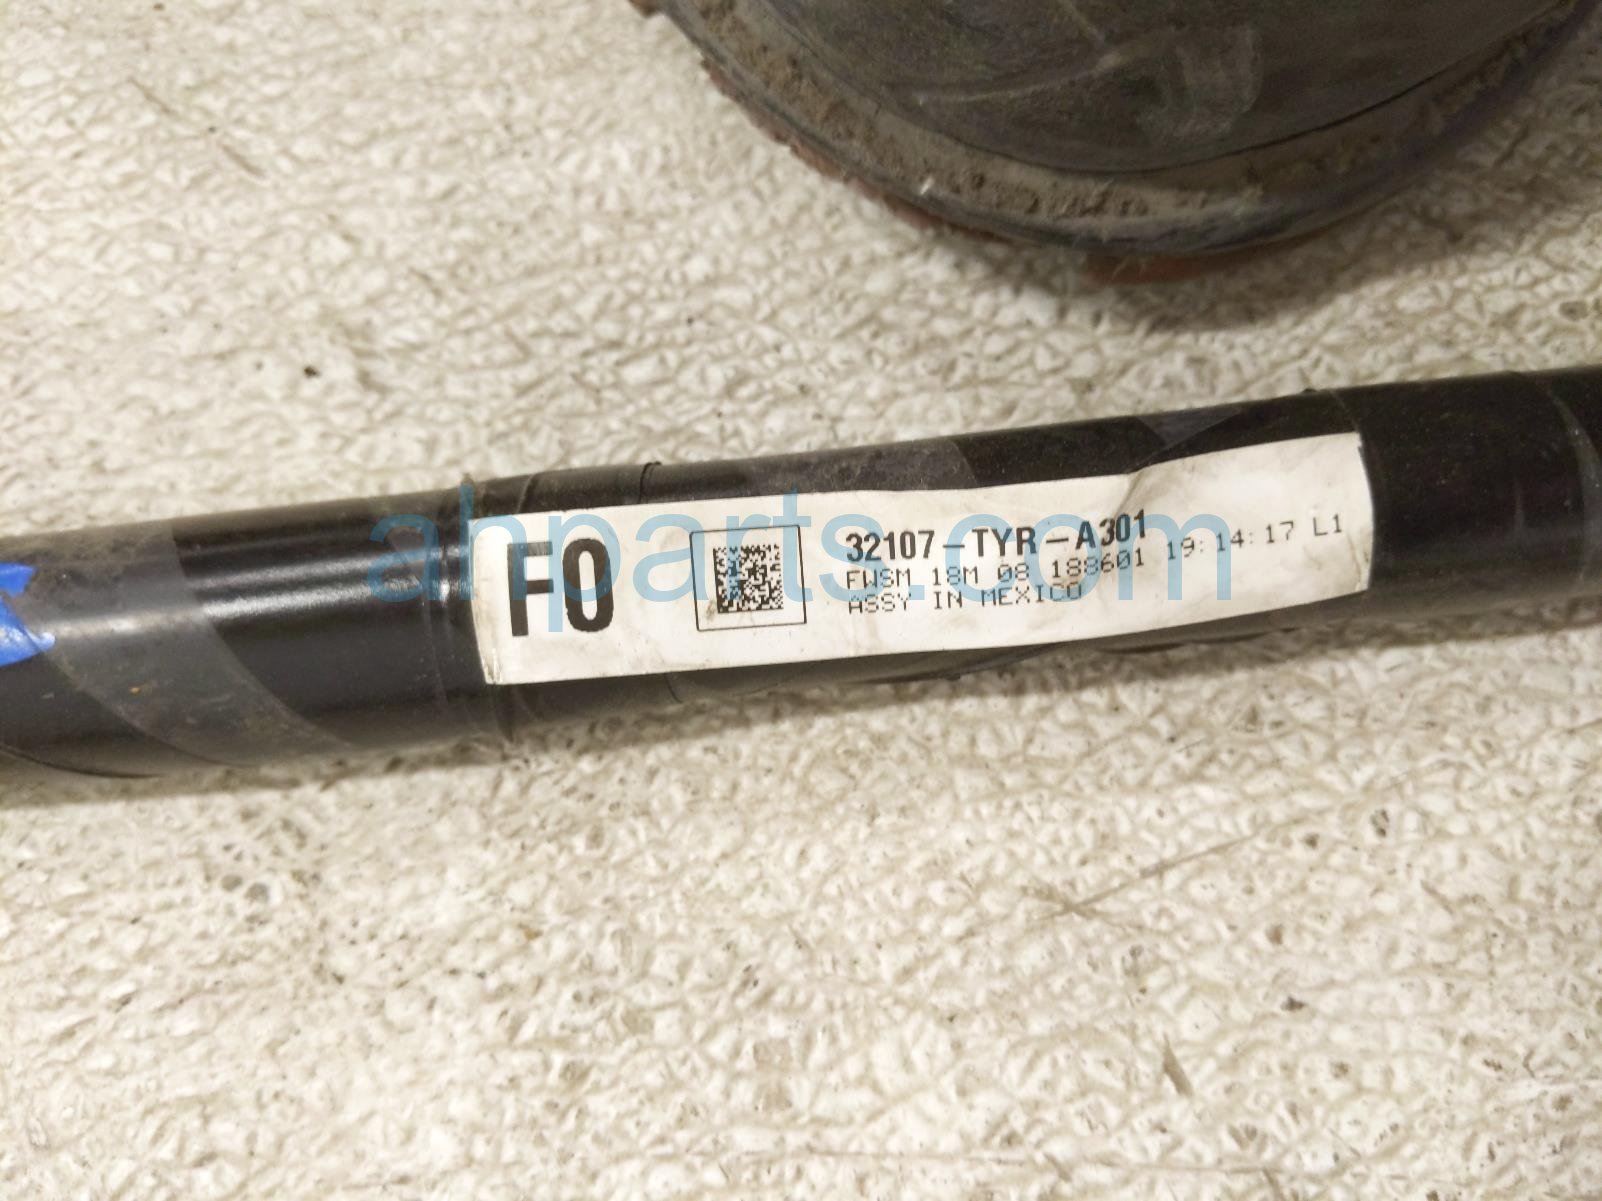 F0
32107-TYR-A301
FWSM 18M 08 188601 19:14:17 L1
ASSY IN MEXICO
ahparts.com